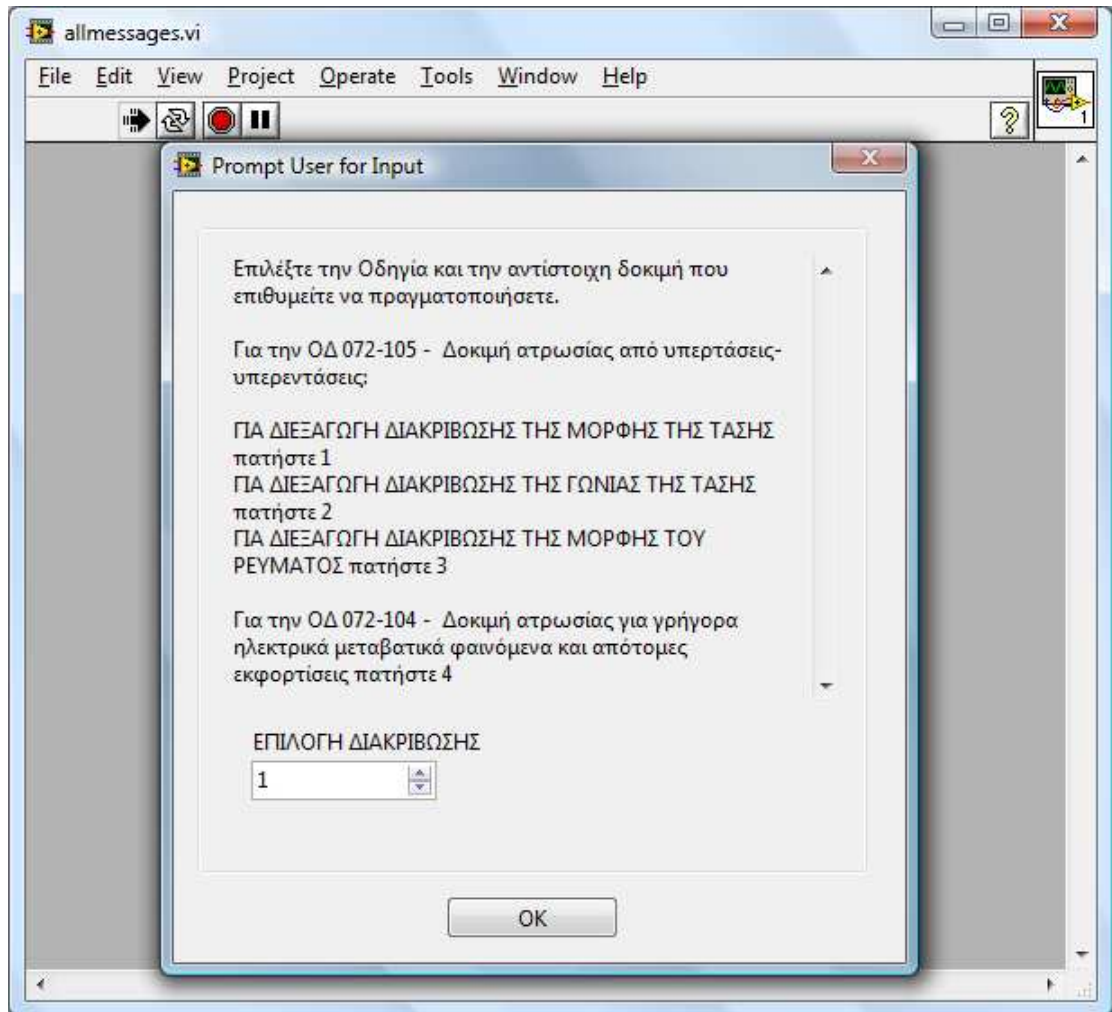 allmessages.vi
File Edit View Project Operate Tools Window Help
1
Prompt User for Input
Επιλέξτε την Οδηγία και την αντίστοιχη δοκιμή που
επιθυμείτε να πραγματοποιήσετε.
Για την ΟΔ 072-105 - Δοκιμή ατρωσίας από υπερτάσεις-
υπερεντάσεις:
ΓΙΑ ΔΙΕΞΑΓΩΓΗ ΔΙΑΚΡΙΒΩΣΗΣ ΤΗΣ ΜΟΡΦΗΣ ΤΗΣ ΤΑΣΗΣ
πατήστε 1
ΓΙΑ ΔΙΕΞΑΓΩΓΗ ΔΙΑΚΡΙΒΩΣΗΣ ΤΗΣ ΓΩΝΙΑΣ ΤΗΣ ΤΑΣΗΣ
πατήστε 2
ΓΙΑ ΔΙΕΞΑΓΩΓΗ ΔΙΑΚΡΙΒΩΣΗΣ ΤΗΣ ΜΟΡΦΗΣ ΤΟΥ
ΡΕΥΜΑΤΟΣ πατήστε 3
Για την ΟΔ 072-104 - Δοκιμή ατρωσίας για γρήγορα
ηλεκτρικά μεταβατικά φαινόμενα και απότομες
εκφορτίσεις πατήστε 4
ΕΠΙΛΟΓΗ ΔΙΑΚΡΙΒΩΣΗΣ
1
OK